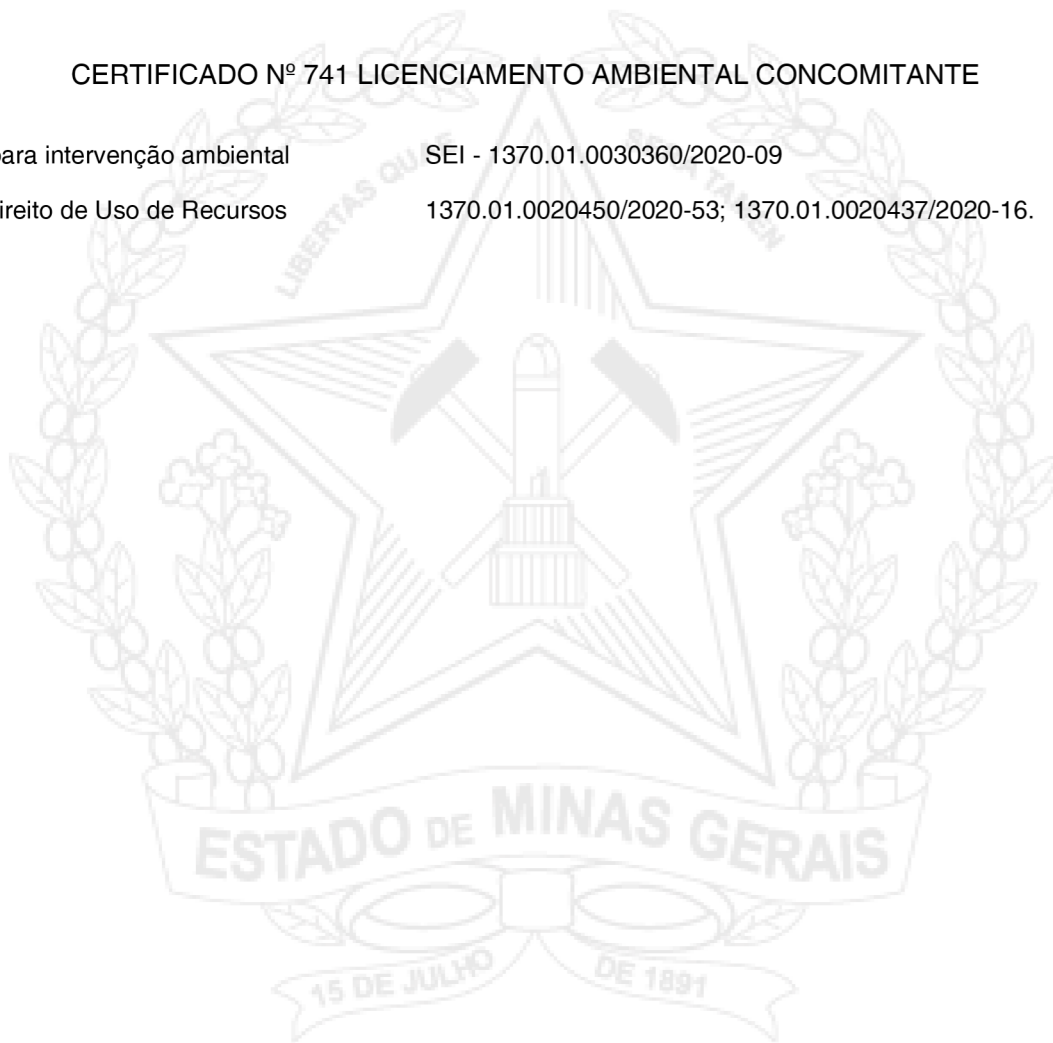 CERTIFICADO Nº 741 LICENCIAMENTO AMBIENTAL CONCOMITANTE
para intervenção ambiental SEI - 1370.01.0030360/2020-09
ireito de Uso de Recursos 1370.01.0020450/2020-53; 1370.01.0020437/2020-16.
LIBERTAS QUAE SERA TAMEN
ESTADO DE MINAS GERAIS
15 DE JULHO DE 1891